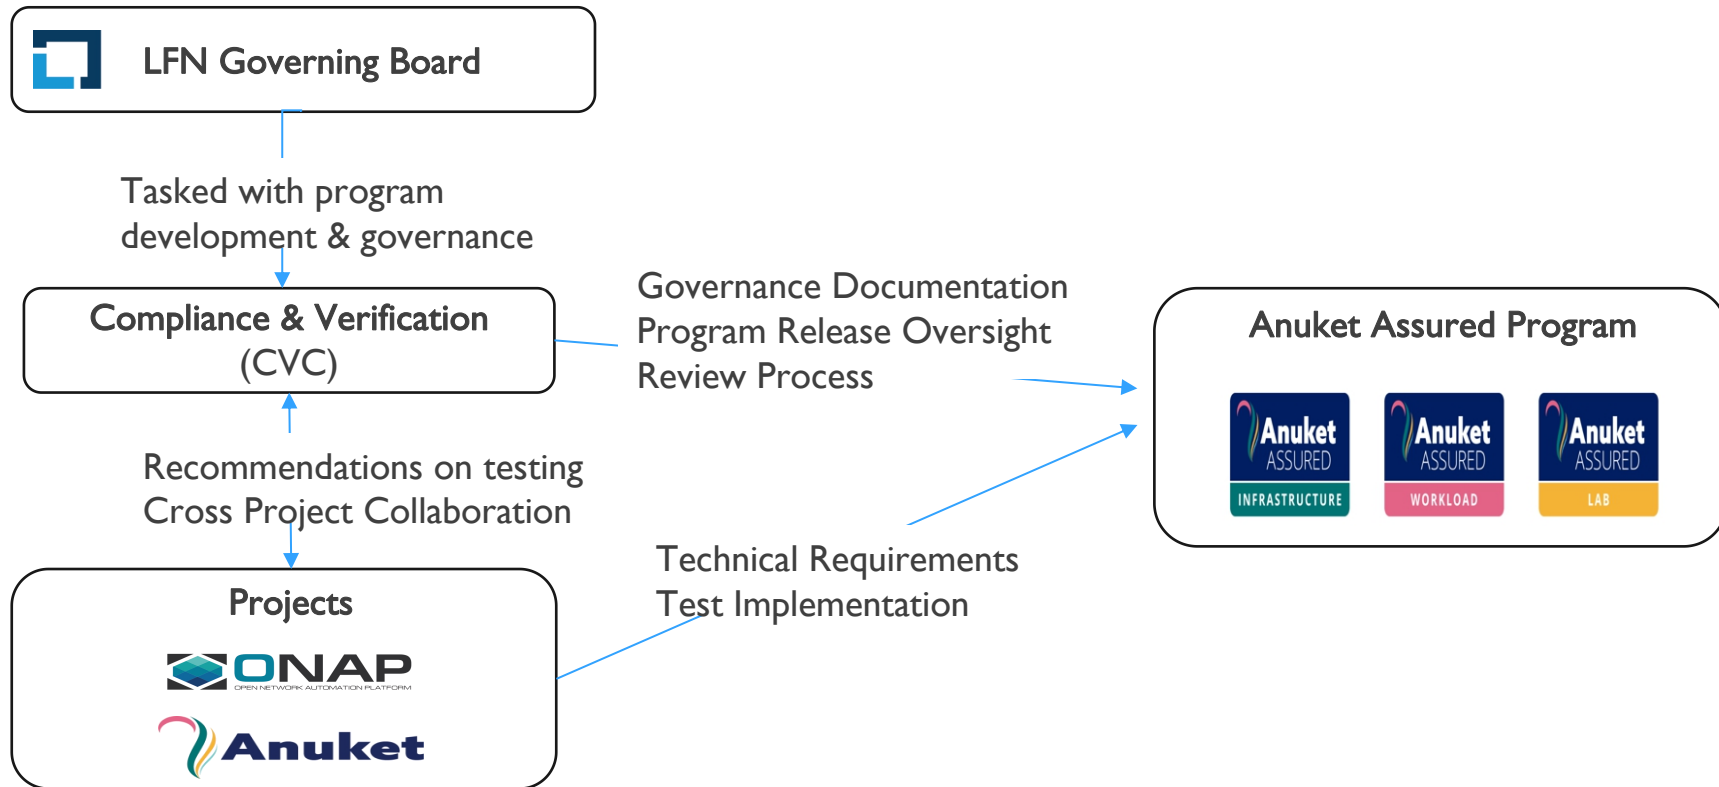 LFN Governing Board
Tasked with program
development & governance
Compliance & Verification
(CVC)
Governance Documentation
Program Release Oversight
Review Process
Anuket Assured Program
Anuket
ASSURED
INFRASTRUCTURE
Anuket
ASSURED
WORKLOAD
Anuket
ASSURED
LAB
Recommendations on testing
Cross Project Collaboration
Technical Requirements
Test Implementation
Projects
ONAP
OPEN NETWORK AUTOMATION PLATFORM
Anuket